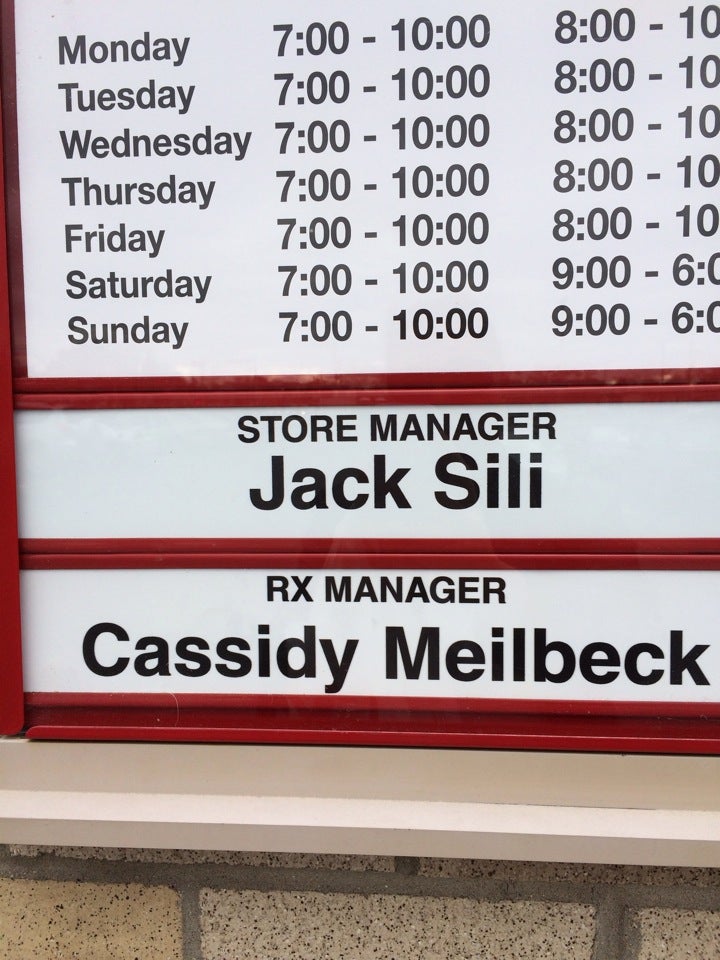 Monday 7:00 - 10:00 8:00 - 10
Tuesday 7:00 - 10:00 8:00 - 10
Wednesday 7:00 - 10:00 8:00 - 10
Thursday 7:00 - 10:00 8:00 - 10
Friday 7:00 - 10:00 8:00 - 10
Saturday 7:00 - 10:00 9:00 - 6:0
Sunday 7:00 - 10:00 9:00 - 6:0
STORE MANAGER
Jack Sili
RX MANAGER
Cassidy Meilbeck